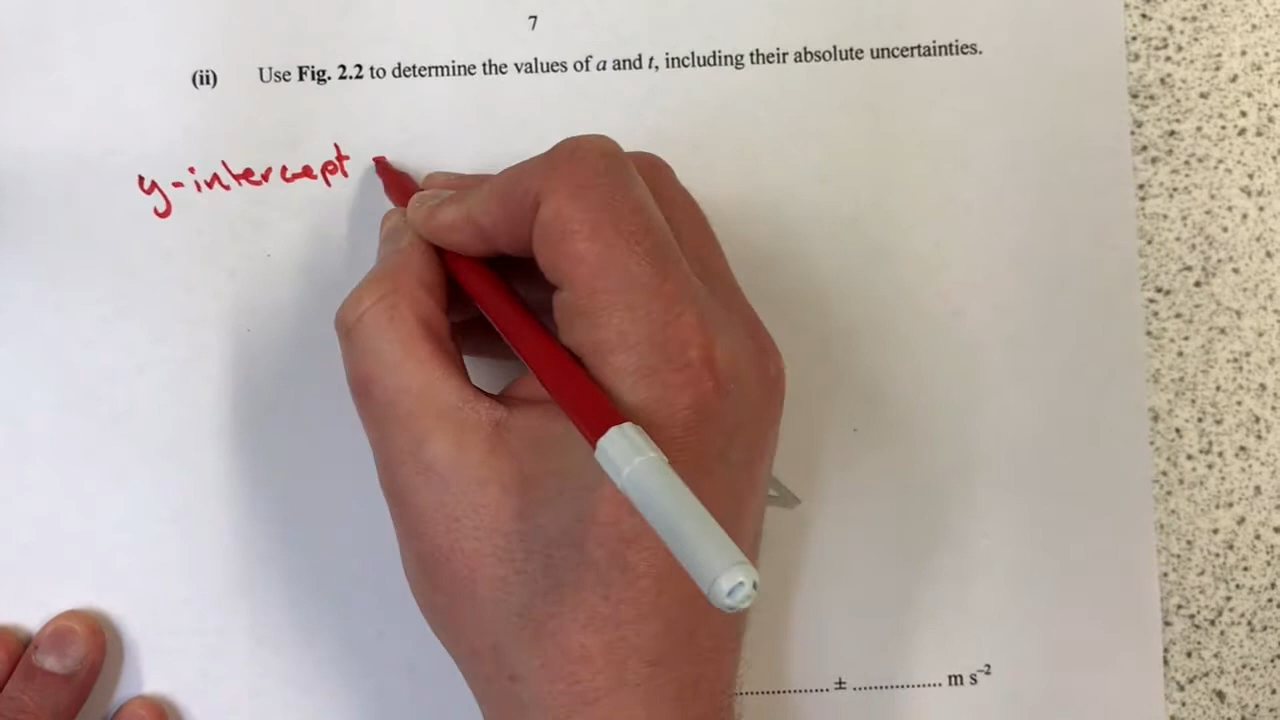 7
(ii) Use Fig. 2.2 to determine the values of a and t, including their absolute uncertainties.
y-intercept
.................. ± ................. m s⁻²